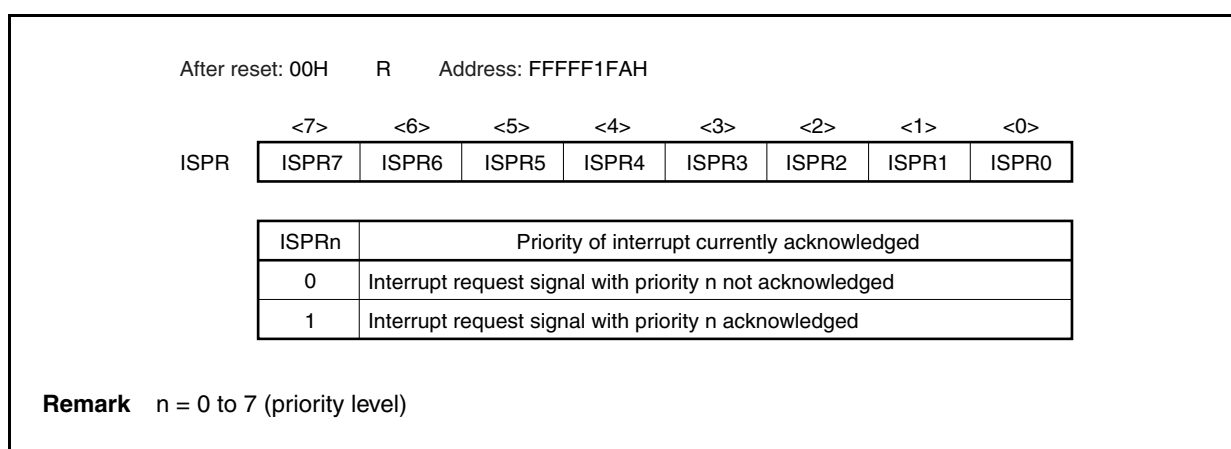 After reset: 00H R Address: FFFFF1FAH
<7> <6> <5> <4> <3> <2> <1> <0>
ISPR ISPR7 ISPR6 ISPR5 ISPR4 ISPR3 ISPR2 ISPR1 ISPR0
ISPRn Priority of interrupt currently acknowledged
0 Interrupt request signal with priority n not acknowledged
1 Interrupt request signal with priority n acknowledged
Remark n = 0 to 7 (priority level)